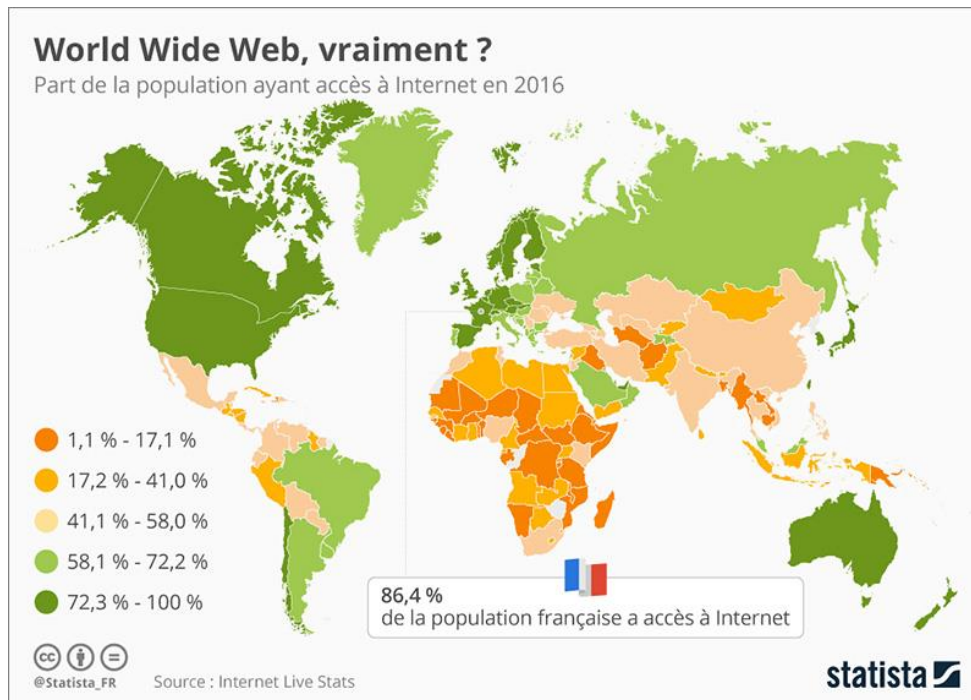 World Wide Web, vraiment ?
Part de la population ayant accès à Internet en 2016
1,1 % - 17,1 %
17,2 % - 41,0 %
41,1 % - 58,0 %
58,1 % - 72,2 %
72,3 % - 100 %
86,4 %
de la population française a accès à Internet
cc
@Statista_FR
Source : Internet Live Stats
statista